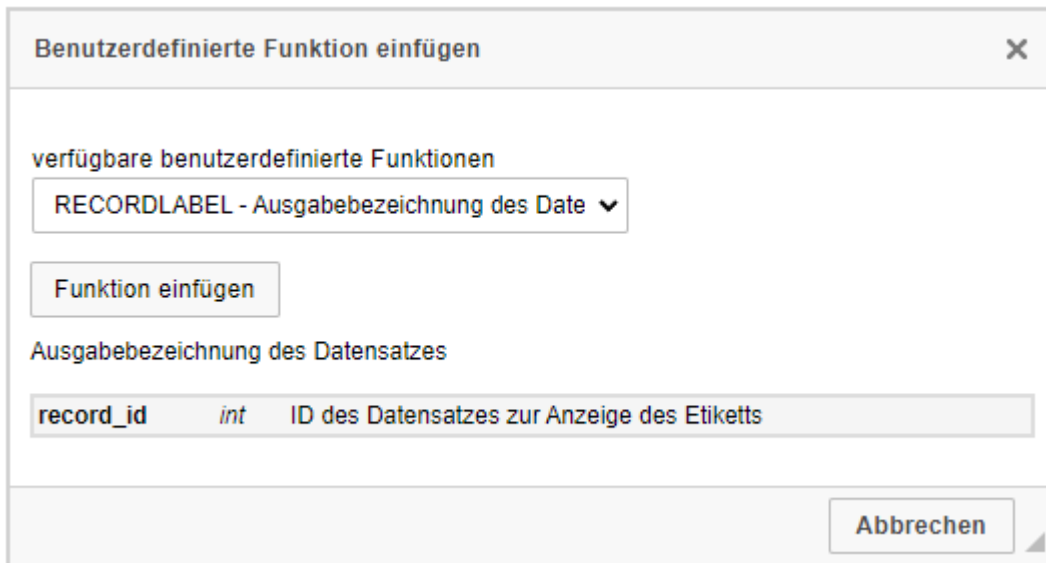 Benutzerdefinierte Funktion einfügen
verfügbare benutzerdefinierte Funktionen
RECORDLABEL - Ausgabebezeichnung des Date
Funktion einfügen
Ausgabebezeichnung des Datensatzes
record_id int ID des Datensatzes zur Anzeige des Etiketts
Abbrechen